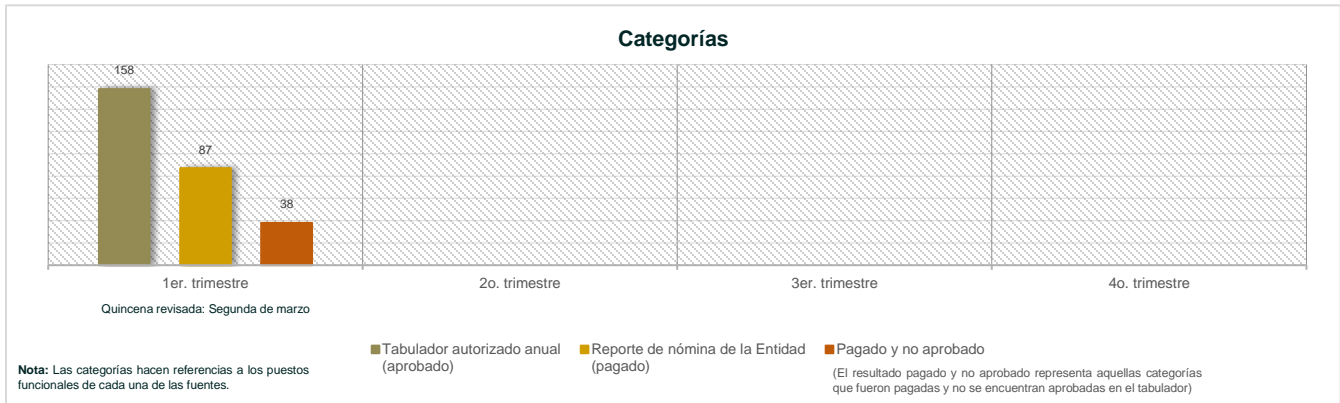 Categorías
158
87
38
1er. trimestre
2o. trimestre
3er. trimestre
4o. trimestre
Quincena revisada: Segunda de marzo
Tabulador autorizado anual
(aprobado)
Reporte de nómina de la Entidad
(pagado)
Pagado y no aprobado
(El resultado pagado y no aprobado representa aquellas categorías
que fueron pagadas y no se encuentran aprobadas en el tabulador)
Nota: Las categorías hacen referencias a los puestos
funcionales de cada una de las fuentes.